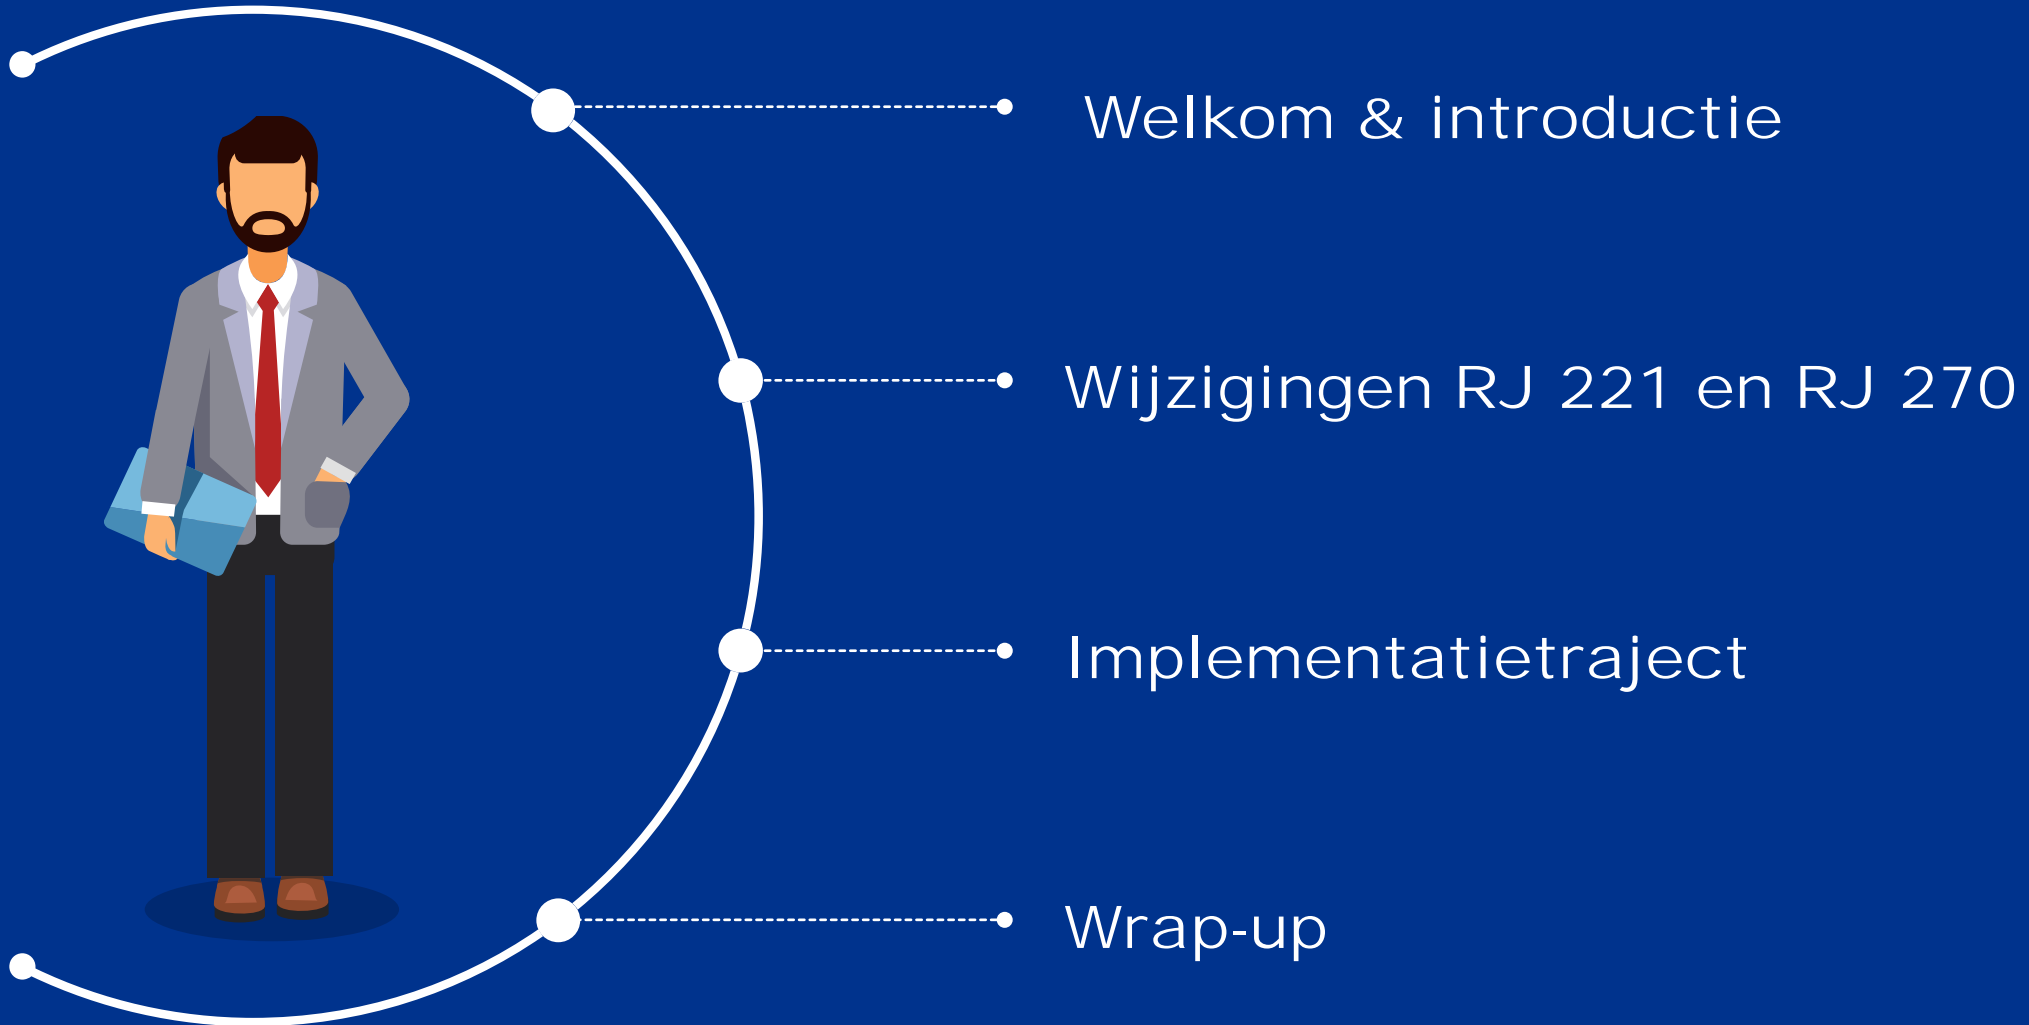 Welkom & introductie
Wijzigingen RJ 221 en RJ 270
Implementatietraject
Wrap-up